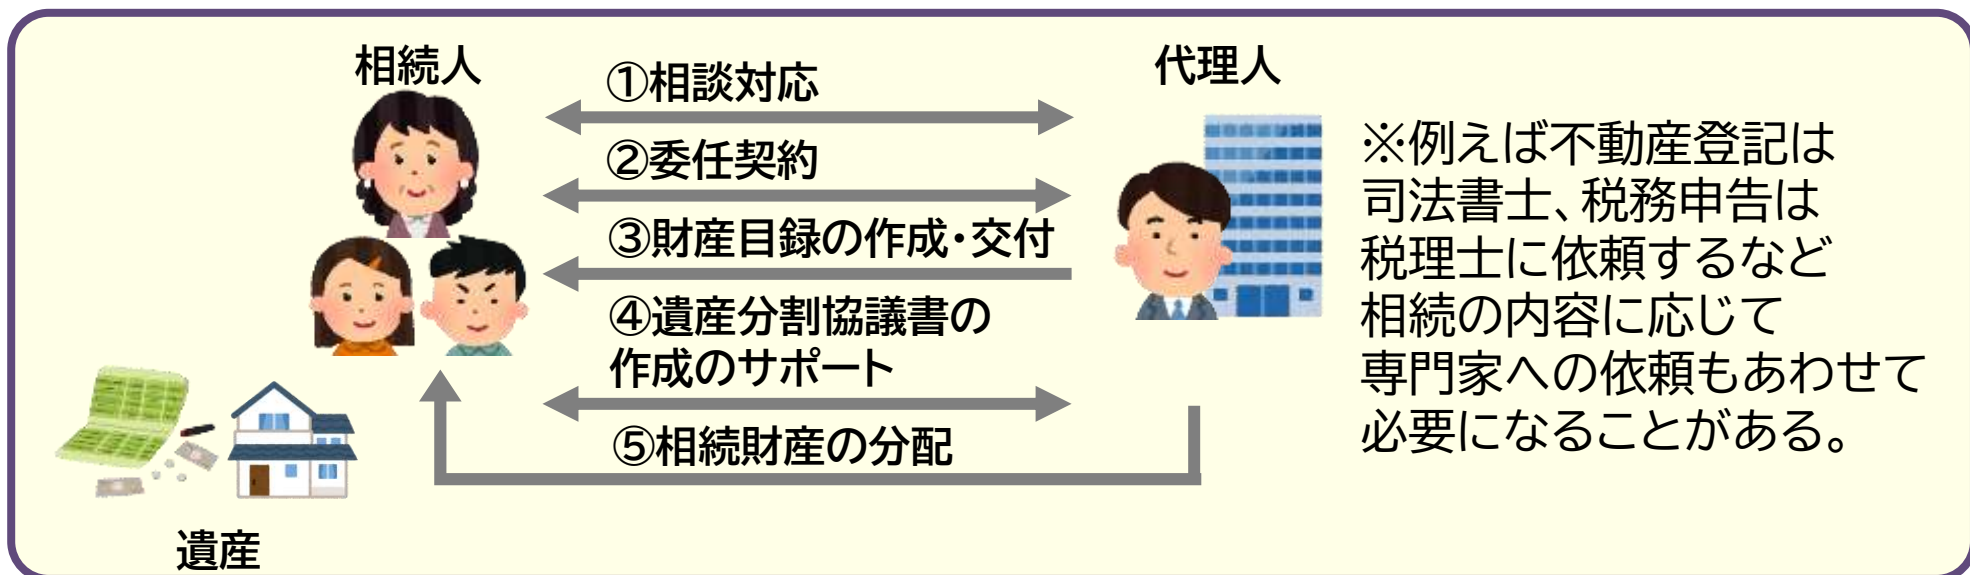 相続人
代理人
①相談対応
②委任契約
③財産目録の作成・交付
④遺産分割協議書の
作成のサポート
⑤相続財産の分配
遺産
※例えば不動産登記は
司法書士、税務申告は
税理士に依頼するなど
相続の内容に応じて
専門家への依頼もあわせて
必要になることがある。